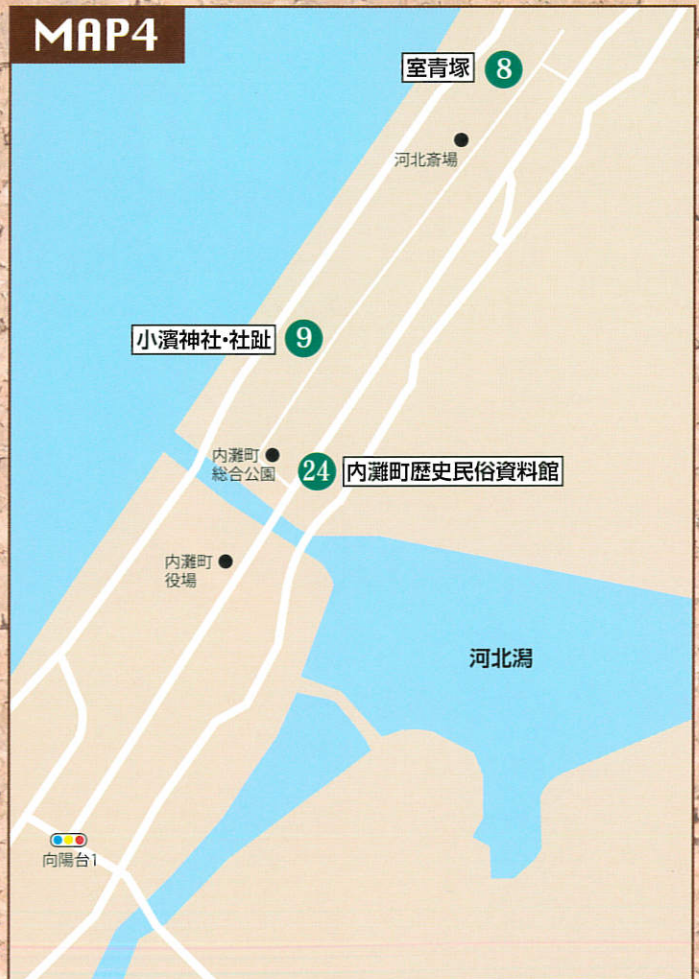 MAP4
室青塚 8
河北斎場
小濱神社・社趾 9
内灘町
総合公園
24 内灘町歴史民俗資料館
内灘町
役場
河北潟
向陽台1